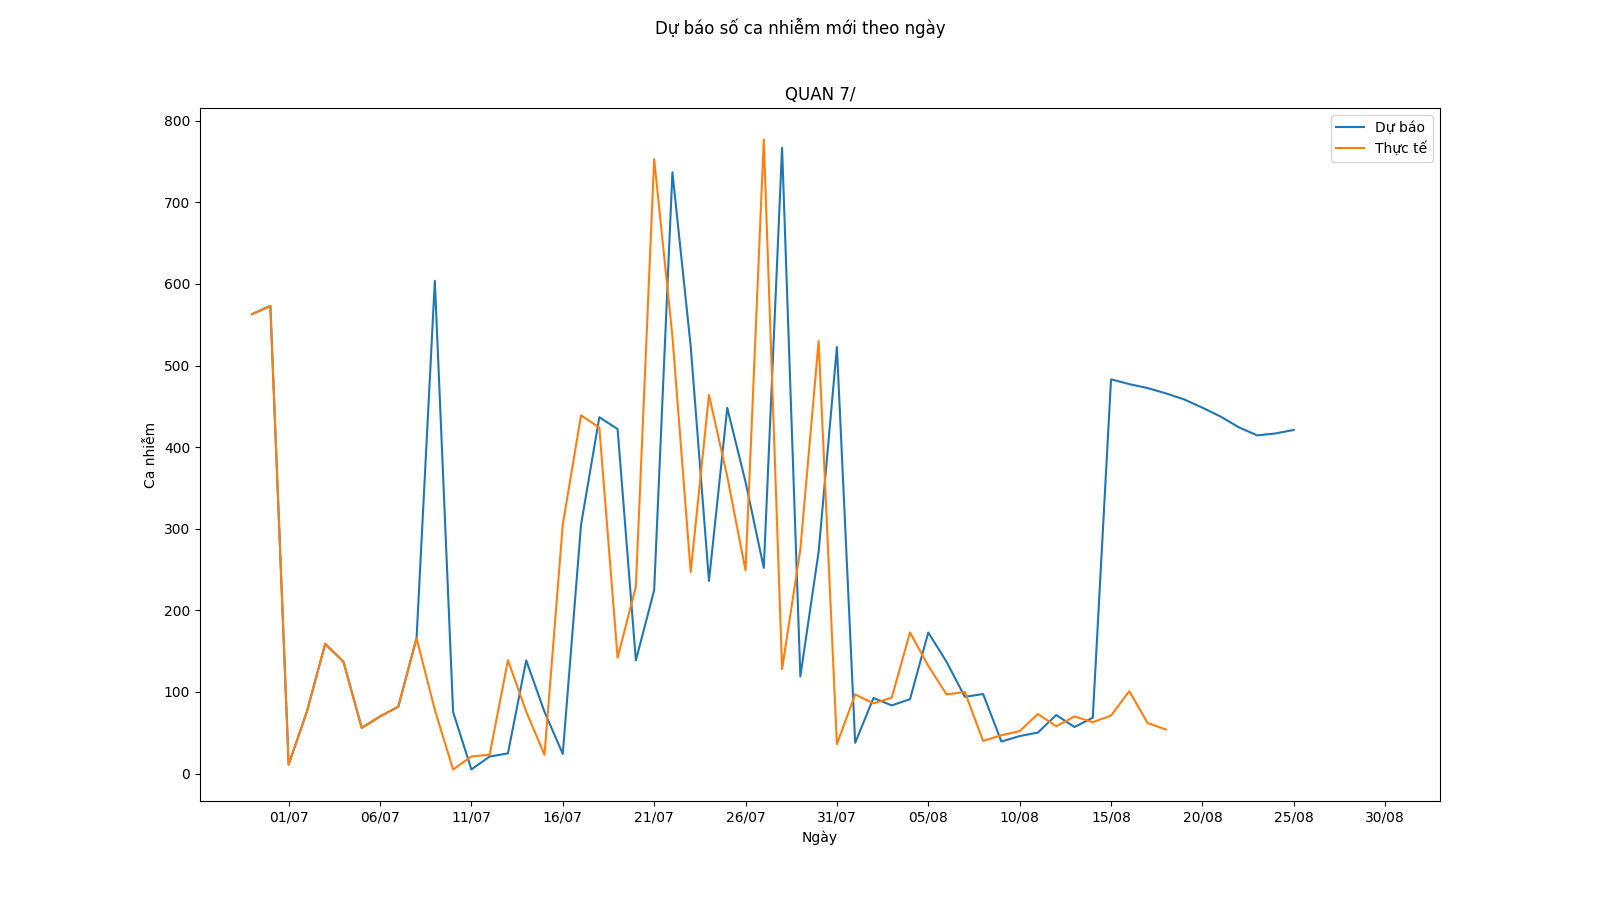 Dự báo số ca nhiễm mới theo ngày
QUAN 7/
Dự báo
Thực tế
800
700
600
500
400
300
200
100
0
Ca nhiễm
01/07 06/07 11/07 16/07 21/07 26/07 31/07 05/08 10/08 15/08 20/08 25/08 30/08
Ngày